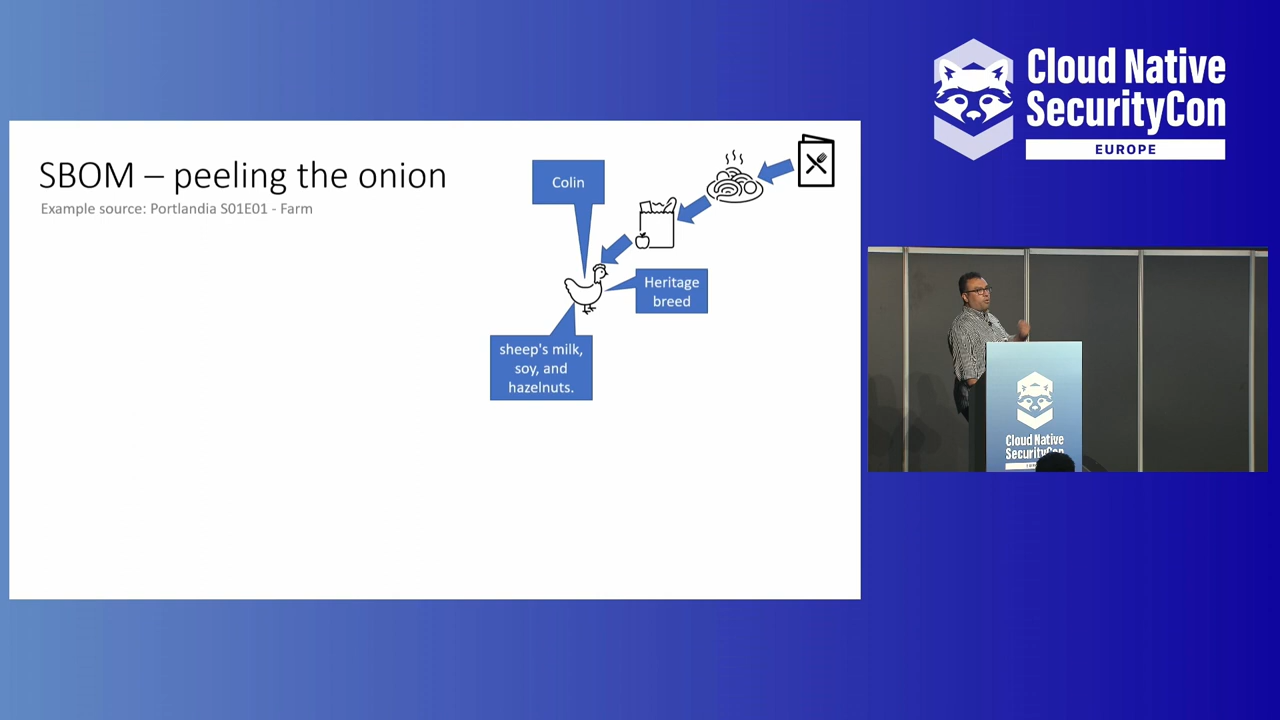 Cloud Native
SecurityCon
EUROPE
SBOM – peeling the onion
Example source: Portlandia S01E01 - Farm
Colin
Heritage
breed
sheep's milk,
soy, and
hazelnuts.
Cloud Native
SecurityCon